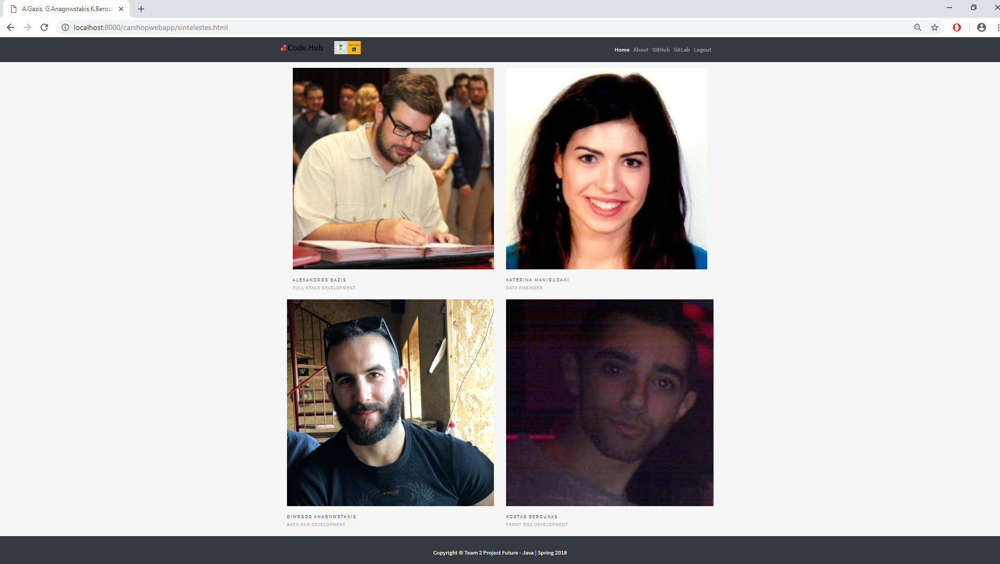 A.Gazis, G.Anagnwstakis,K.Berouk
localhost:8000/carshopwebapp/sintelestes.html
Code.Hub
Home About GitHub GitLab Logout
ALEXANDROS GAZIS
FULL STACK DEVELOPMENT
KATERINA MANIOUDAKI
DATA ENGINEER
GIWRGOS ANAGNWSTAKIS
BACK END DEVELOPMENT
KOSTAS BEROUKAS
FRONT END DEVELOPMENT
Copyright © Team 2 Project Future - Java | Spring 2018